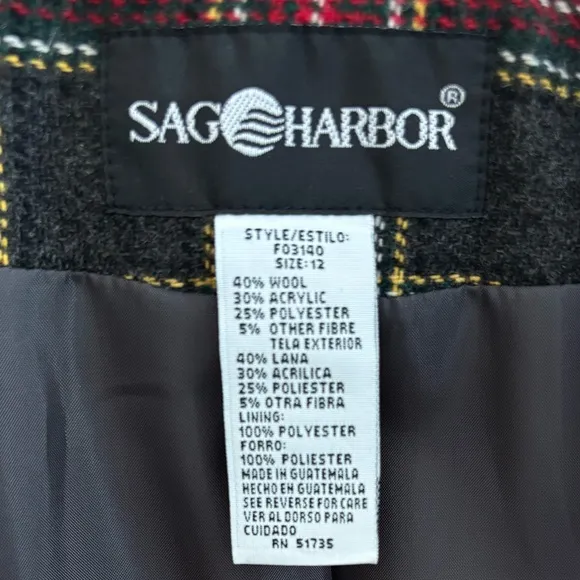 SAG HARBOR ®
STYLE/ESTILO:
F03140
SIZE: 12
40% WOOL
30% ACRYLIC
25% POLYESTER
5% OTHER FIBRE
TELA EXTERIOR
40% LANA
30% ACRILICA
25% POLIESTER
5% OTRA FIBRA
LINING:
100% POLYESTER
FORRO:
100% POLIESTER
MADE IN GUATEMALA
HECHO EN GUATEMALA
SEE REVERSE FOR CARE
VER AL DORSO PARA
CUIDADO
RN 51735